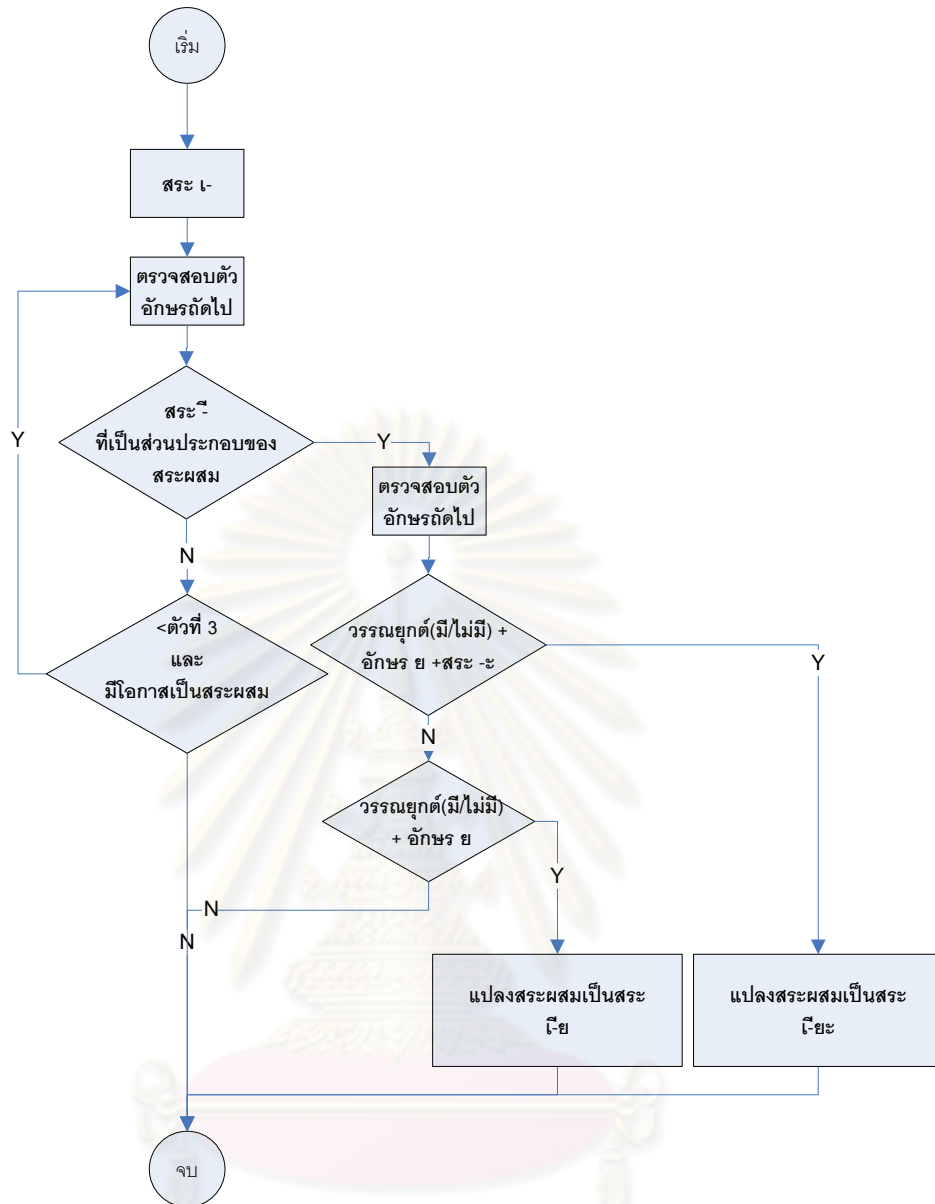 เริ่ม
สระ เ-
ตรวจสอบตัว
อักษรถัดไป
สระ -ี
ที่เป็นส่วนประกอบของ
สระผสม
Y
Y
ตรวจสอบตัว
อักษรถัดไป
N
<ตัวที่ 3
และ
มีโอกาสเป็นสระผสม
วรรณยุกต์(มี/ไม่มี) +
อักษร ย +สระ -ะ
Y
N
วรรณยุกต์(มี/ไม่มี)
+ อักษร ย
Y
N
N
แปลงสระผสมเป็นสระ
เ-ีย
แปลงสระผสมเป็นสระ
เ-ียะ
จบ